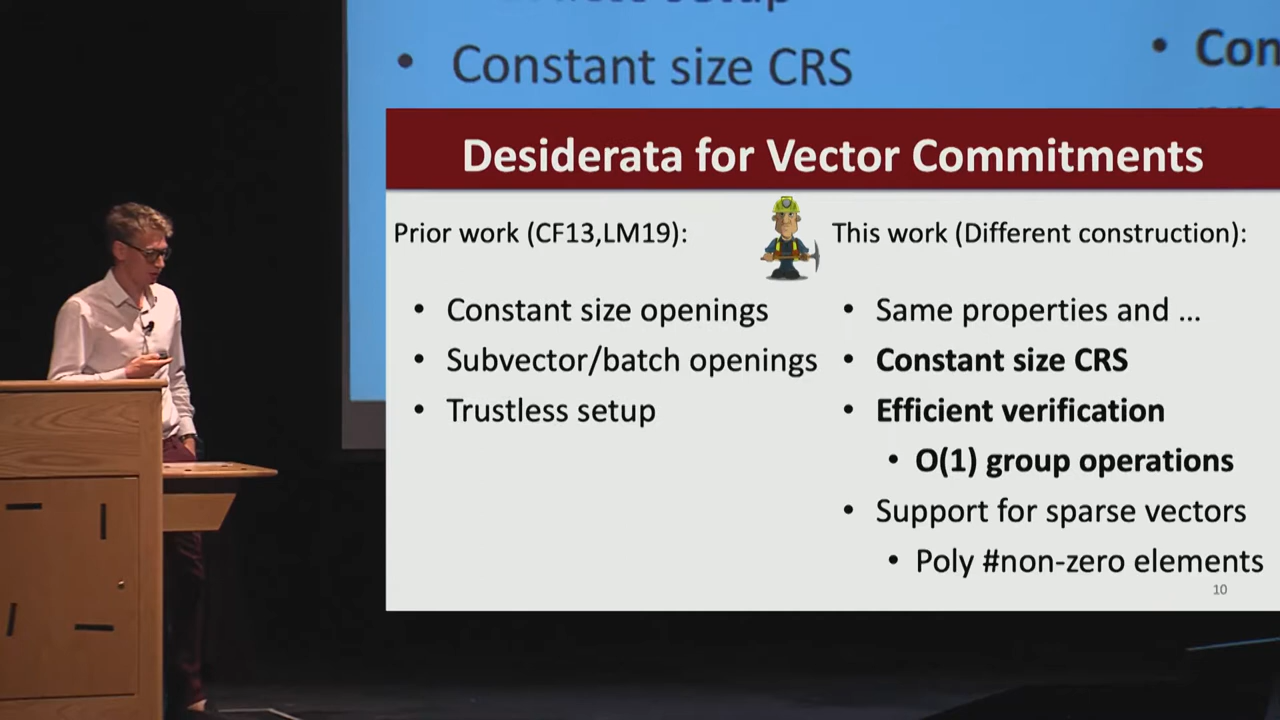 • Constant size CRS
Desiderata for Vector Commitments
Prior work (CF13,LM19):
• Constant size openings
• Subvector/batch openings
• Trustless setup
This work (Different construction):
• Same properties and ...
• Constant size CRS
• Efficient verification
• O(1) group operations
• Support for sparse vectors
• Poly #non-zero elements
10